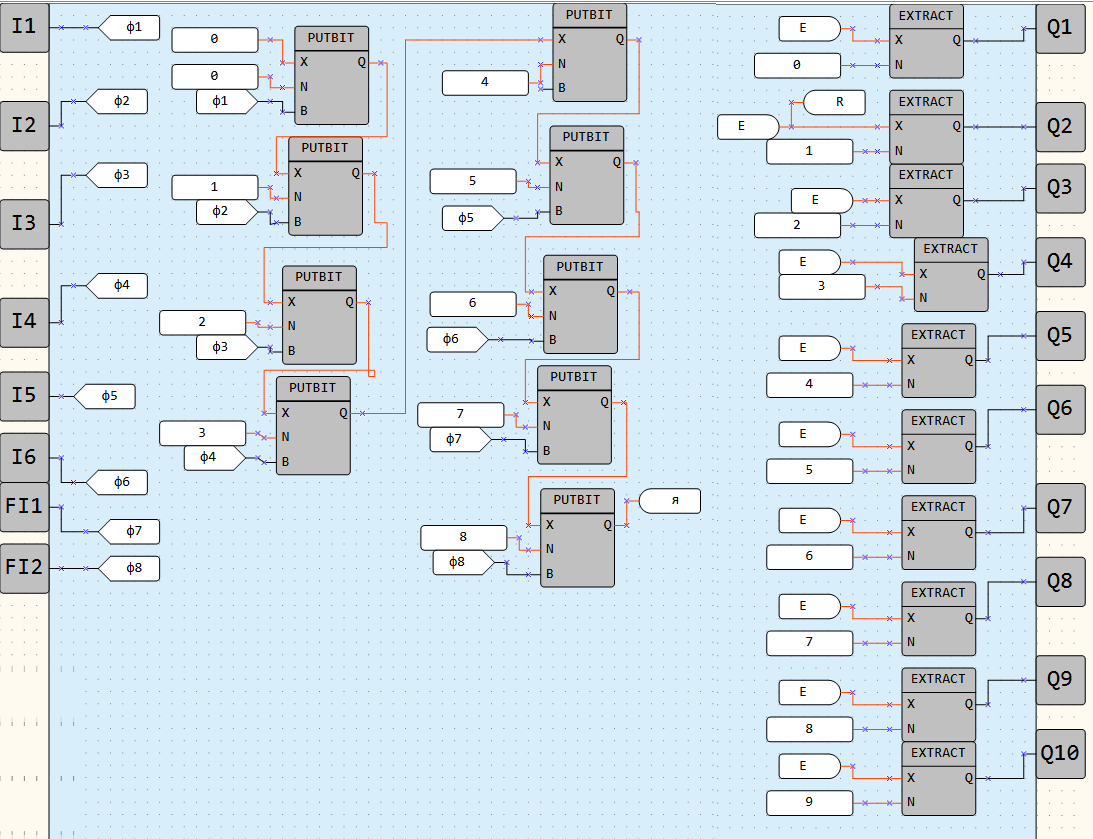 I1
I2
I3
I4
I5
I6
FI1
FI2
ф1
ф2
ф3
ф4
ф5
ф6
ф7
ф8
0
0
ф1
PUTBIT
X Q
N
B
1
ф2
PUTBIT
X Q
N
B
2
ф3
PUTBIT
X Q
N
B
3
ф4
PUTBIT
X Q
N
B
4
PUTBIT
X Q
N
B
5
ф5
PUTBIT
X Q
N
B
6
ф6
PUTBIT
X Q
N
B
7
ф7
PUTBIT
X Q
N
B
8
ф8
PUTBIT
X Q
N
B
я
E
0
EXTRACT
X Q
N
Q1
R
E
1
EXTRACT
X Q
N
Q2
E
2
EXTRACT
X Q
N
Q3
E
3
EXTRACT
X Q
N
Q4
E
4
EXTRACT
X Q
N
Q5
E
5
EXTRACT
X Q
N
Q6
E
6
EXTRACT
X Q
N
Q7
E
7
EXTRACT
X Q
N
Q8
E
8
EXTRACT
X Q
N
Q9
E
9
EXTRACT
X Q
N
Q10